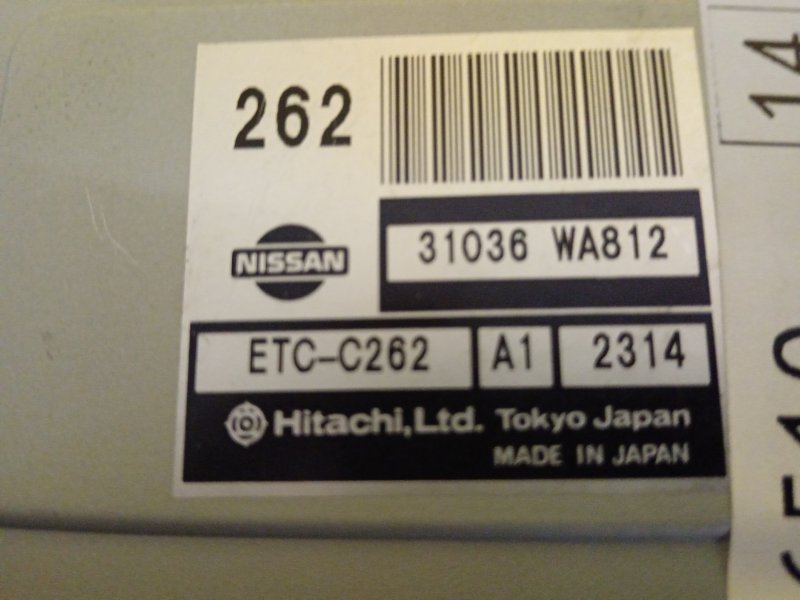 262
NISSAN
31036 WA812
ETC-C262 A1 2314
Hitachi,Ltd. Tokyo Japan
MADE IN JAPAN
14